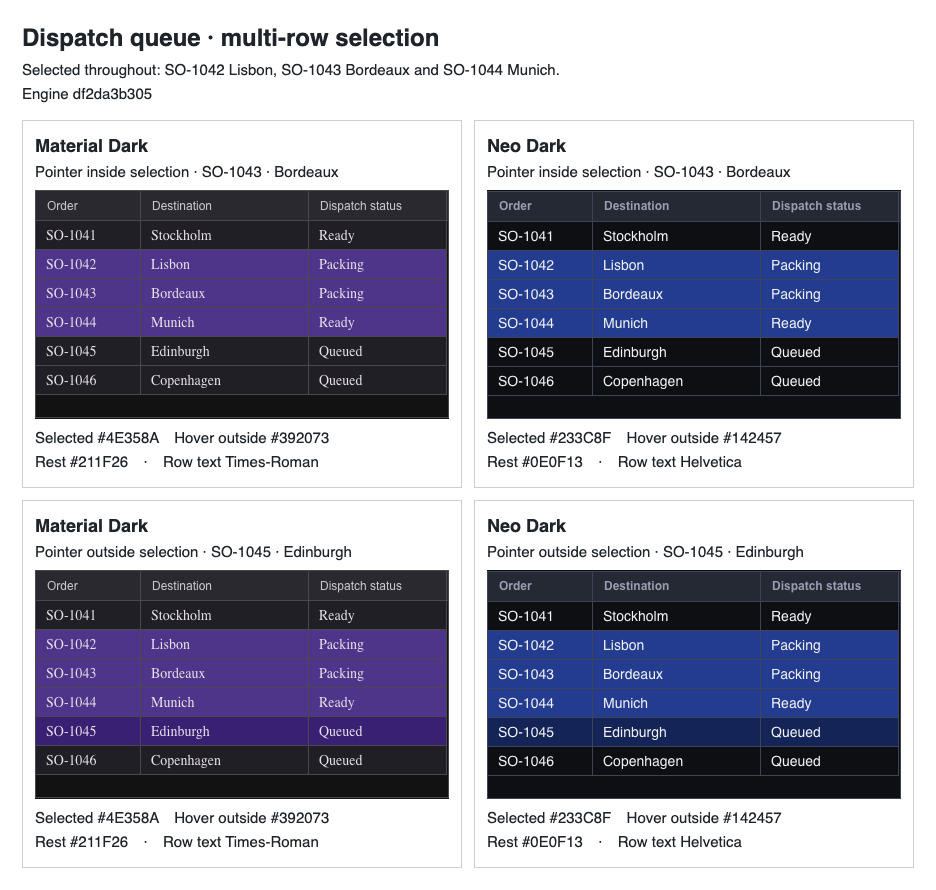 Dispatch queue · multi-row selection
Selected throughout: SO-1042 Lisbon, SO-1043 Bordeaux and SO-1044 Munich.
Engine df2da3b305
Material Dark
Pointer inside selection · SO-1043 · Bordeaux
Order Destination Dispatch status
SO-1041 Stockholm Ready
SO-1042 Lisbon Packing
SO-1043 Bordeaux Packing
SO-1044 Munich Ready
SO-1045 Edinburgh Queued
SO-1046 Copenhagen Queued
Selected #4E358A Hover outside #392073
Rest #211F26 · Row text Times-Roman
Neo Dark
Pointer inside selection · SO-1043 · Bordeaux
Order Destination Dispatch status
SO-1041 Stockholm Ready
SO-1042 Lisbon Packing
SO-1043 Bordeaux Packing
SO-1044 Munich Ready
SO-1045 Edinburgh Queued
SO-1046 Copenhagen Queued
Selected #233C8F Hover outside #142457
Rest #0E0F13 · Row text Helvetica
Material Dark
Pointer outside selection · SO-1045 · Edinburgh
Order Destination Dispatch status
SO-1041 Stockholm Ready
SO-1042 Lisbon Packing
SO-1043 Bordeaux Packing
SO-1044 Munich Ready
SO-1045 Edinburgh Queued
SO-1046 Copenhagen Queued
Selected #4E358A Hover outside #392073
Rest #211F26 · Row text Times-Roman
Neo Dark
Pointer outside selection · SO-1045 · Edinburgh
Order Destination Dispatch status
SO-1041 Stockholm Ready
SO-1042 Lisbon Packing
SO-1043 Bordeaux Packing
SO-1044 Munich Ready
SO-1045 Edinburgh Queued
SO-1046 Copenhagen Queued
Selected #233C8F Hover outside #142457
Rest #0E0F13 · Row text Helvetica